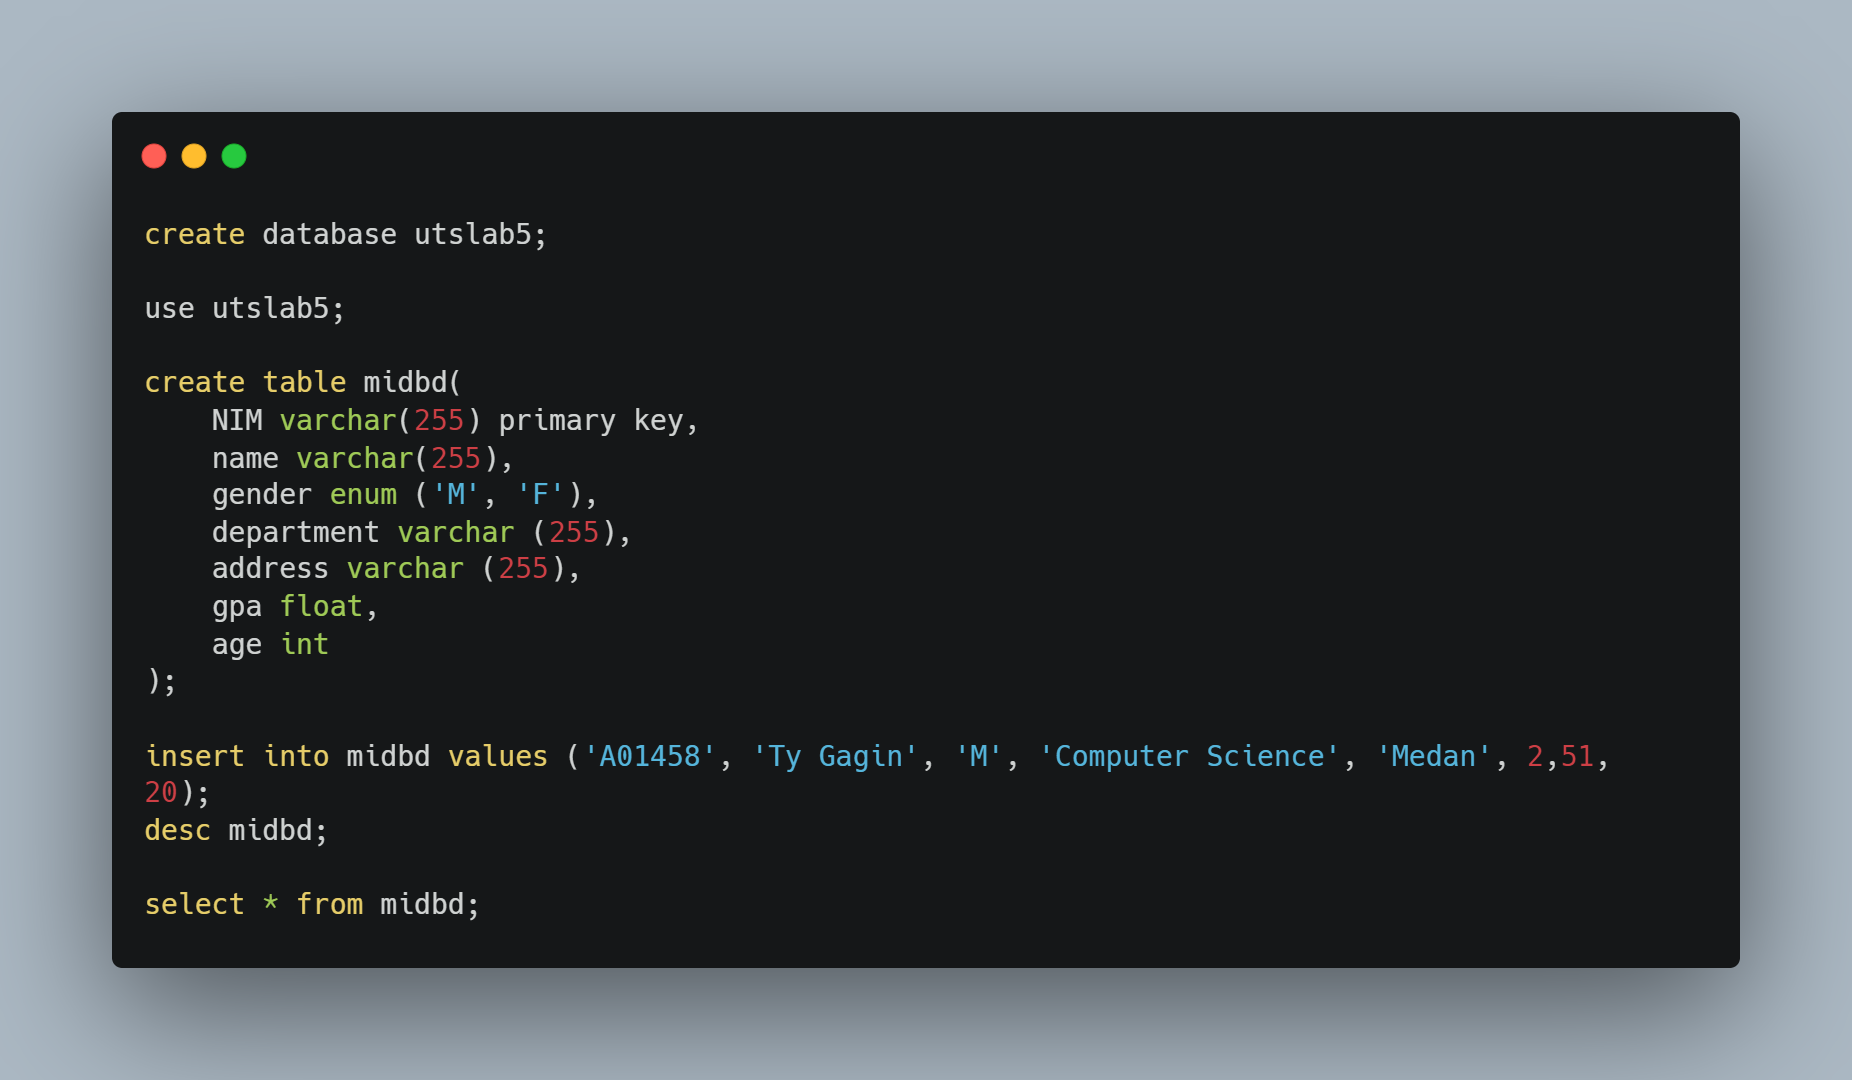 create database utslab5;
use utslab5;
create table midbd(
    NIM varchar(255) primary key,
    name varchar(255),
    gender enum ('M', 'F'),
    department varchar (255),
    address varchar (255),
    gpa float,
    age int
);
insert into midbd values ('A01458', 'Ty Gagin', 'M', 'Computer Science', 'Medan', 2,51,
20);
desc midbd;
select * from midbd;